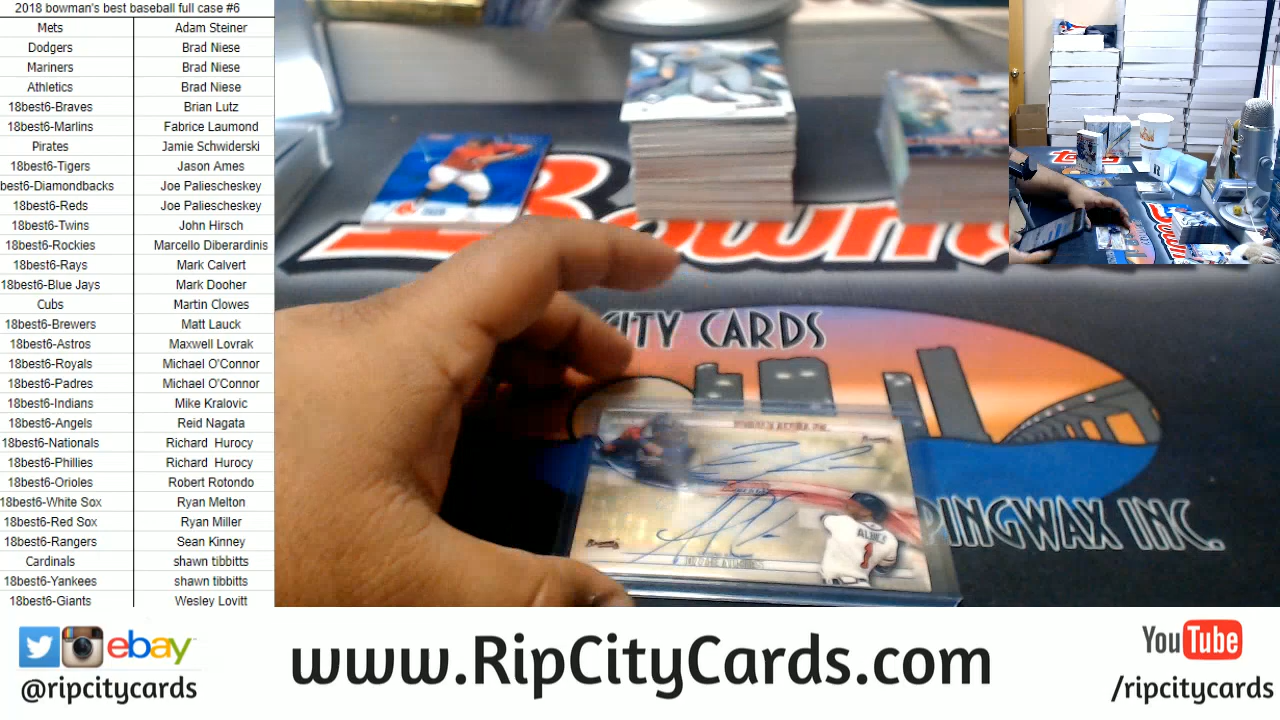 2018 bowman's best baseball full case #6
Mets Adam Steiner
Dodgers Brad Niese
Mariners Brad Niese
Athletics Brad Niese
18best6-Braves Brian Lutz
18best6-Marlins Fabrice Laumond
Pirates Jamie Schwiderski
18best6-Tigers Jason Ames
best6-Diamondbacks Joe Paliescheskey
18best6-Reds Joe Paliescheskey
18best6-Twins John Hirsch
18best6-Rockies Marcello Diberardinis
18best6-Rays Mark Calvert
18best6-Blue Jays Mark Dooher
Cubs Martin Clowes
18best6-Brewers Matt Lauck
18best6-Astros Maxwell Lovrak
18best6-Royals Michael O'Connor
18best6-Padres Michael O'Connor
18best6-Indians Mike Kralovic
18best6-Angels Reid Nagata
18best6-Nationals Richard Hurocy
18best6-Phillies Richard Hurocy
18best6-Orioles Robert Rotondo
18best6-White Sox Ryan Melton
18best6-Red Sox Ryan Miller
18best6-Rangers Sean Kinney
Cardinals shawn tibbitts
18best6-Yankees shawn tibbitts
18best6-Giants Wesley Lovitt
Bowm
CITY CARDS
PINGWAX INC.
ALBIES
1
ebay
@ripcitycards
www.RipCityCards.com
YouTube
/ripcitycards